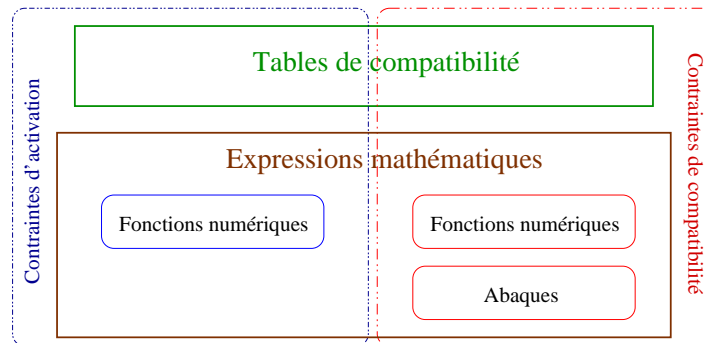 Tables de compatibilité
Contraintes d'activation
Contraintes de compatibilité
Expressions mathématiques
Fonctions numériques
Fonctions numériques
Abaques